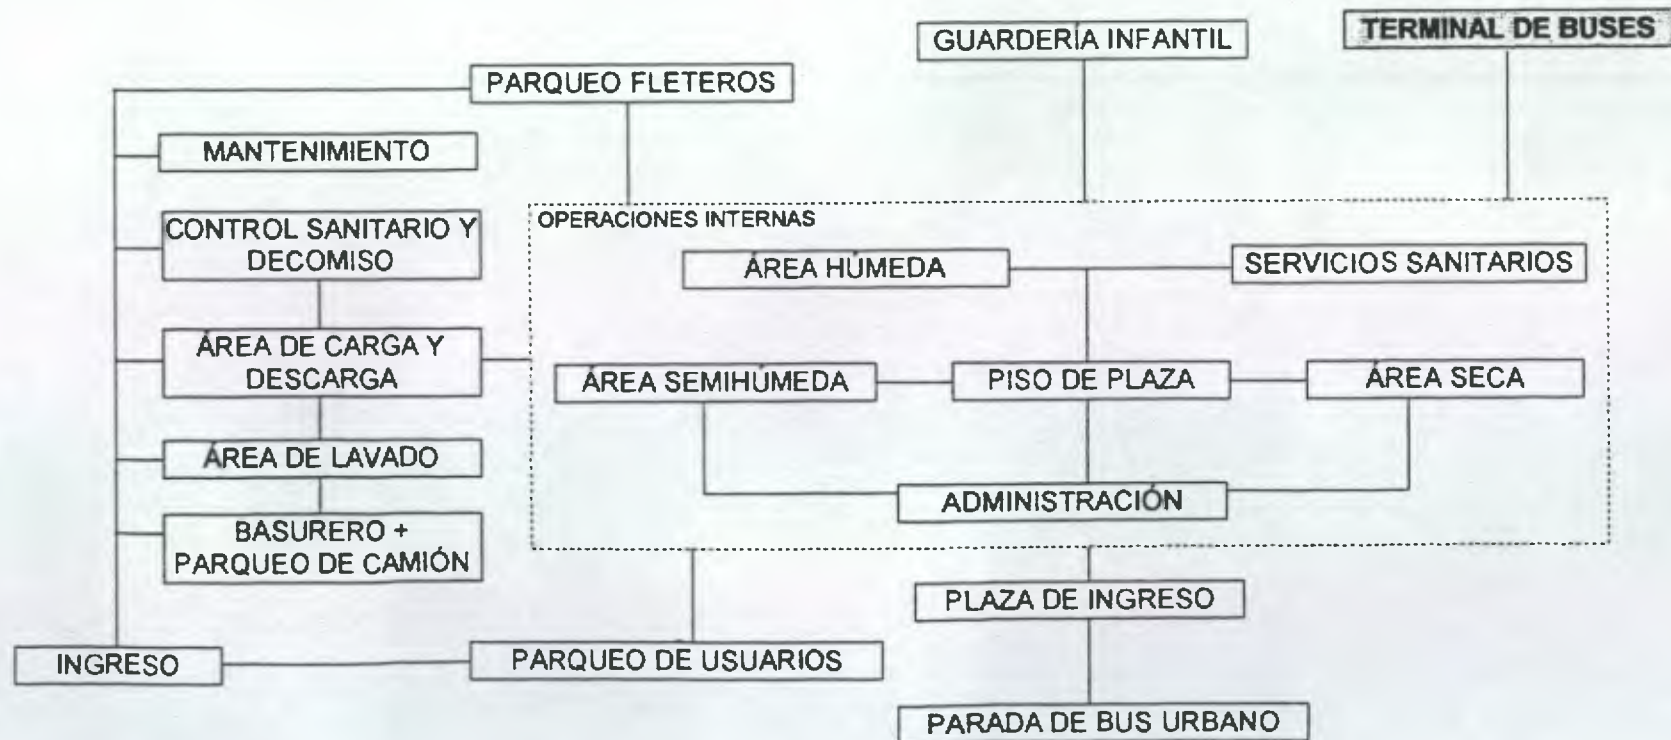 GUARDERÍA INFANTIL
TERMINAL DE BUSES
PARQUEO FLETEROS
MANTENIMIENTO
CONTROL SANITARIO Y
DECOMISO
OPERACIONES INTERNAS
ÁREA HÚMEDA
SERVICIOS SANITARIOS
ÁREA DE CARGA Y
DESCARGA
ÁREA SEMIHÚMEDA
PISO DE PLAZA
ÁREA SECA
ÁREA DE LAVADO
ADMINISTRACIÓN
BASURERO +
PARQUEO DE CAMIÓN
PLAZA DE INGRESO
INGRESO
PARQUEO DE USUARIOS
PARADA DE BUS URBANO